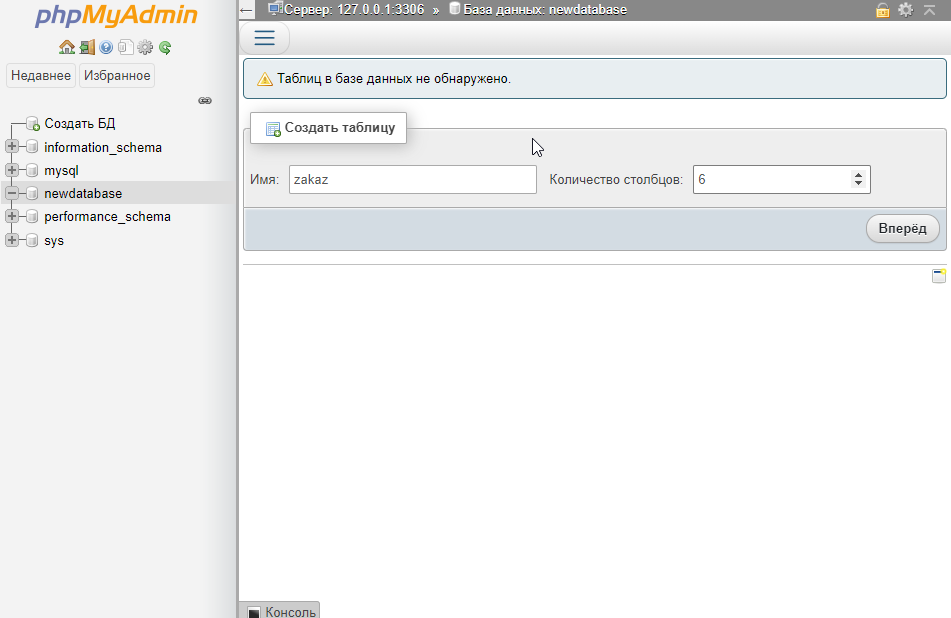 phpMyAdmin
Недавнее Избранное
Создать БД
information_schema
mysql
newdatabase
performance_schema
sys
Сервер: 127.0.0.1:3306 » База данных: newdatabase
Таблиц в базе данных не обнаружено.
Создать таблицу
Имя: zakaz Количество столбцов: 6
Вперёд
Консоль